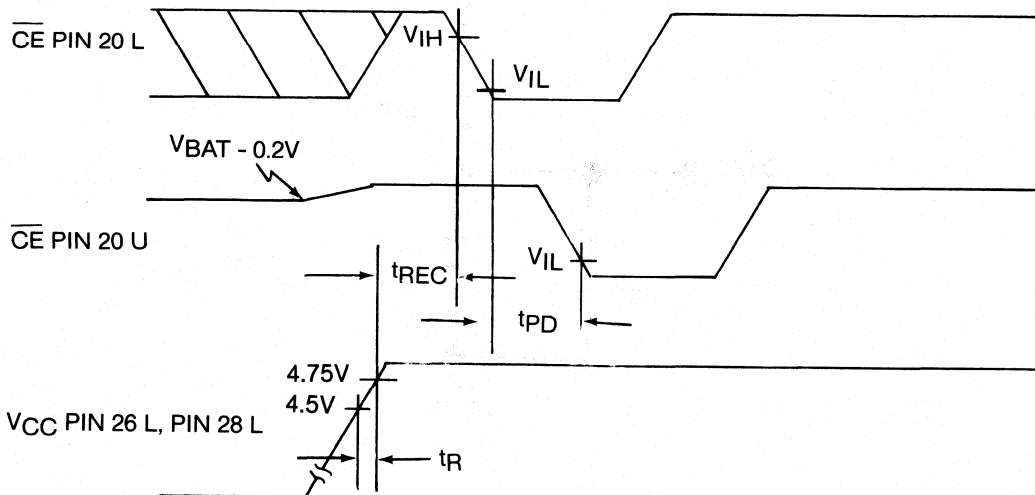 CE PIN 20 L
VIH
VIL
VBAT - 0.2V
CE PIN 20 U
VIL
tREC
tPD
4.75V
4.5V
VCC PIN 26 L, PIN 28 L
tR